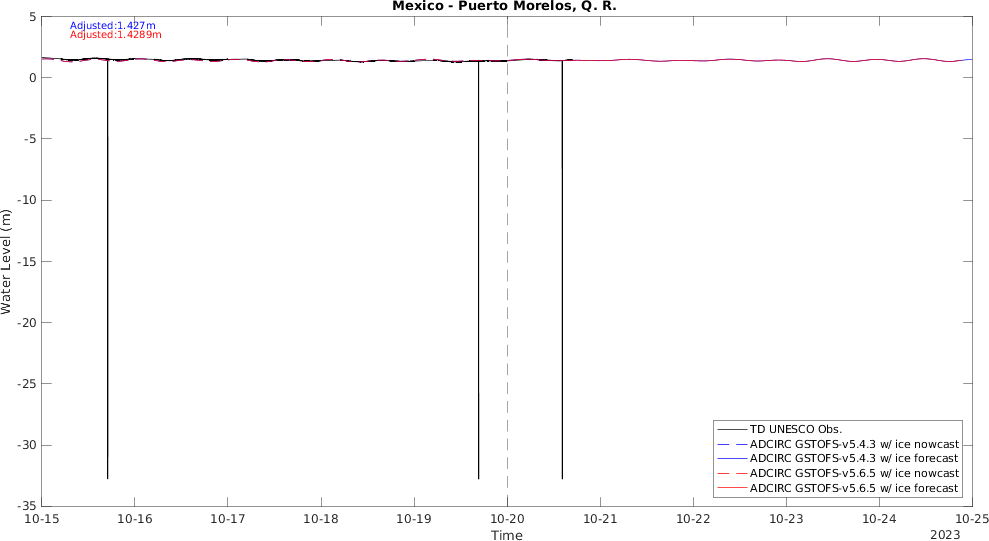 Mexico - Puerto Morelos, Q. R.
Adjusted:1.427m
Adjusted:1.4289m
Water Level (m)
5
0
-5
-10
-15
-20
-25
-30
-35
10-15 10-16 10-17 10-18 10-19 10-20 10-21 10-22 10-23 10-24 10-25
Time
2023
TD UNESCO Obs.
ADCIRC GSTOFS-v5.4.3 w/ ice nowcast
ADCIRC GSTOFS-v5.4.3 w/ ice forecast
ADCIRC GSTOFS-v5.6.5 w/ ice nowcast
ADCIRC GSTOFS-v5.6.5 w/ ice forecast